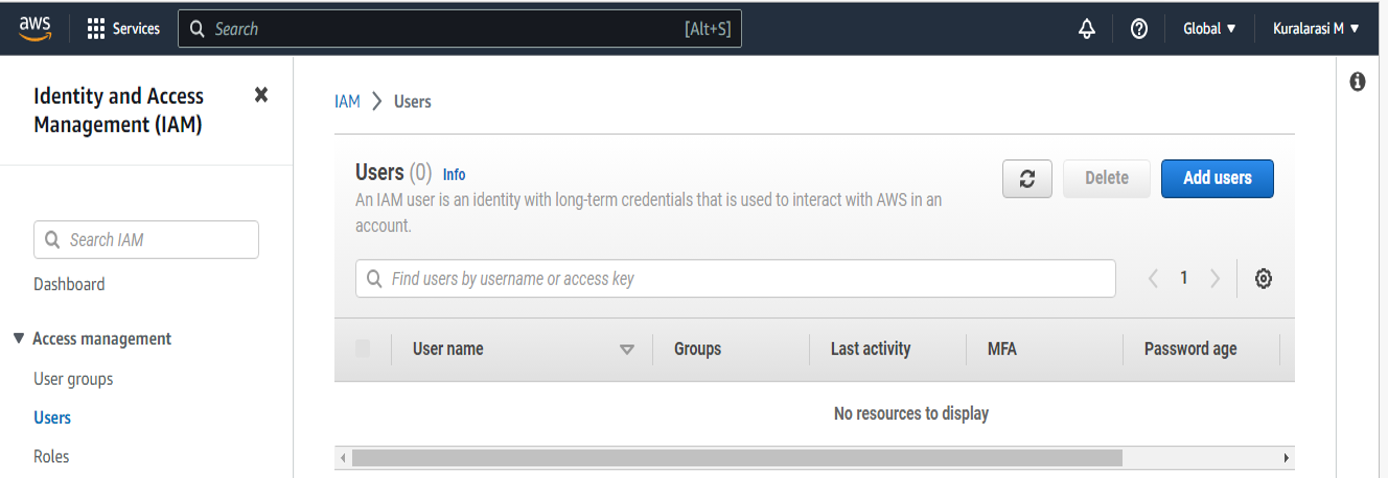 aws
Services
Search
[Alt+S]
Global
Kuralarasi M
Identity and Access
Management (IAM)
Search IAM
Dashboard
Access management
User groups
Users
Roles
IAM > Users
Users (0) Info
An IAM user is an identity with long-term credentials that is used to interact with AWS in an
account.
Delete
Add users
Find users by username or access key
1
User name
Groups
Last activity
MFA
Password age
No resources to display